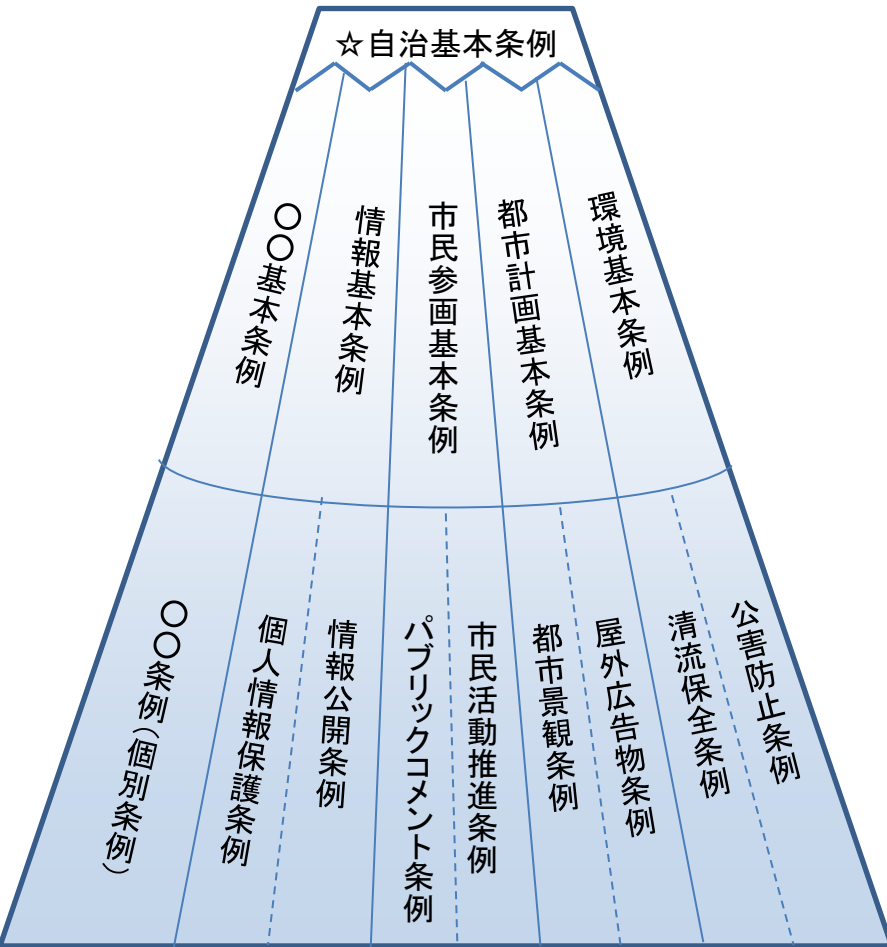 ☆自治基本条例
〇〇基本条例
情報基本条例
市民参画基本条例
都市計画基本条例
環境基本条例
〇〇条例(個別条例)
個人情報保護条例
情報公開条例
パブリックコメント条例
市民活動推進条例
都市景観条例
屋外広告物条例
清流保全条例
公害防止条例